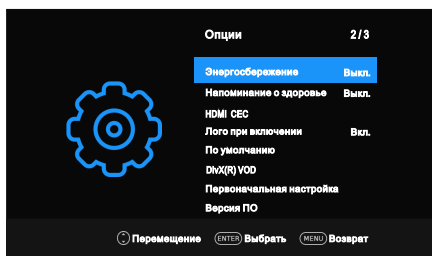 Опции 2/3
Энергосбережение Выкл.
Напоминание о здоровье Выкл.
HDMI CEC
Лого при включении Вкл.
По умолчанию
DivX(R) VOD
Первоначальная настройка
Версия ПО
Перемещение ENTER Выбрать MENU Возврат